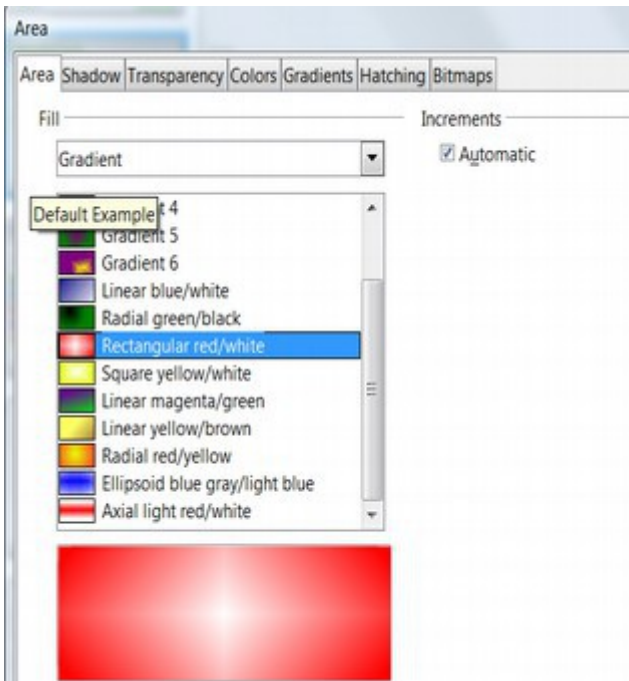 Area
Area Shadow Transparency Colors Gradients Hatching Bitmaps
Fill
Increments
Gradient
Automatic
Default Example
t 4
Gradient 5
Gradient 6
Linear blue/white
Radial green/black
Rectangular red/white
Square yellow/white
Linear magenta/green
Linear yellow/brown
Radial red/yellow
Ellipsoid blue gray/light blue
Axial light red/white